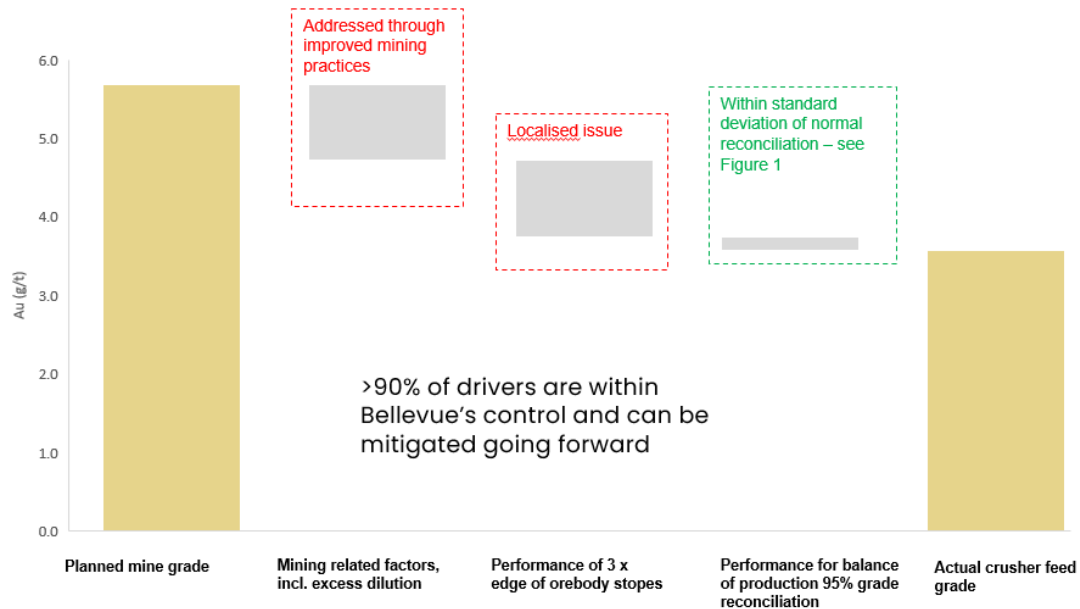 Addressed through
improved mining
practices
Localised issue
Within standard
deviation of normal
reconciliation – see
Figure 1
6.0
5.0
4.0
3.0
2.0
1.0
0.0
Au (g/t)
>90% of drivers are within
Bellevue’s control and can be
mitigated going forward
Planned mine grade
Mining related factors,
incl. excess dilution
Performance of 3 x
edge of orebody stopes
Performance for balance
of production 95% grade
reconciliation
Actual crusher feed
grade